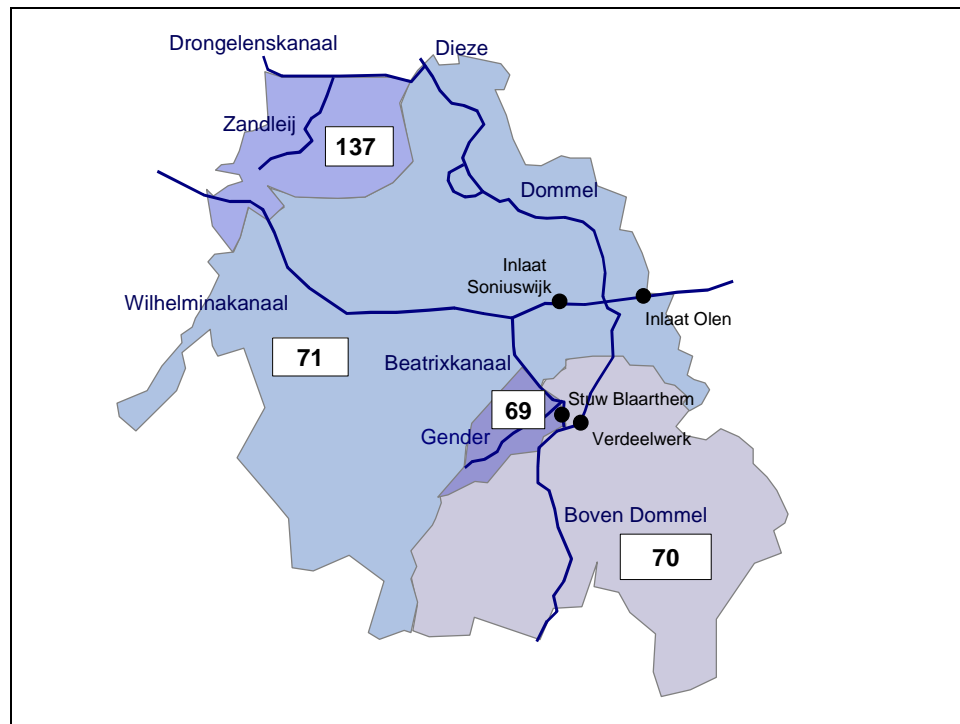 Drongelenskanaal
Dieze
Zandleij
137
Dommel
Inlaat
Soniuswijk
Wilhelminakanaal
Inlaat Olen
71
Beatrixkanaal
69
Stuw Blaarthem
Gender
Verdeelwerk
Boven Dommel
70